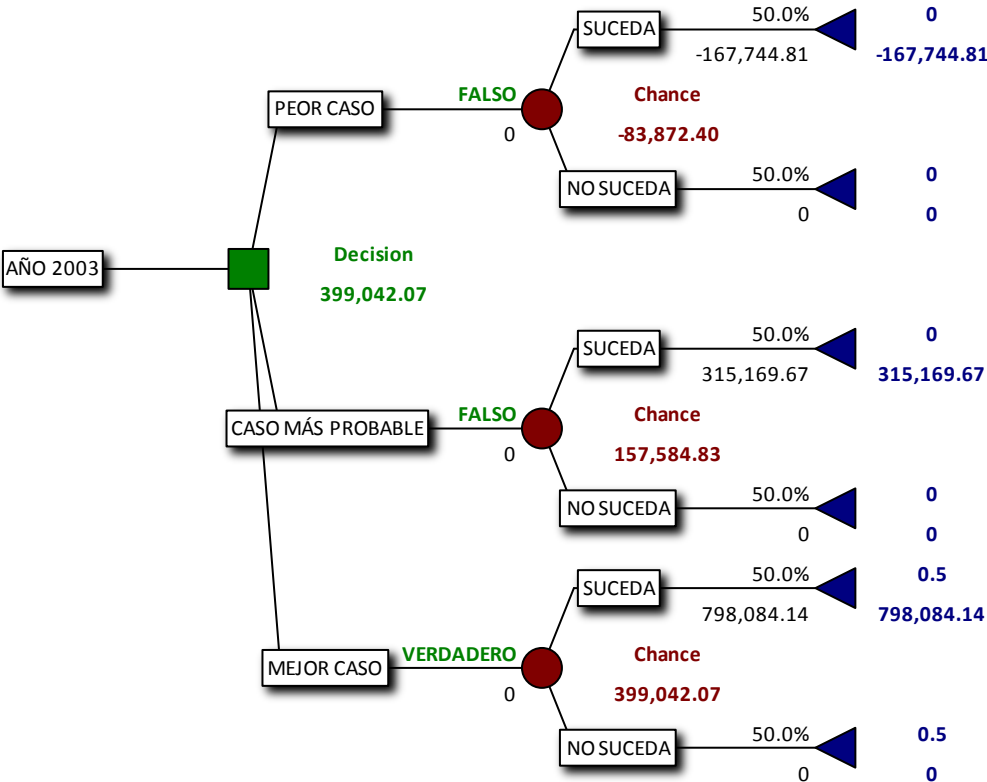 50.0% 0
SUCEDA
-167,744.81 -167,744.81
FALSO Chance
PEOR CASO
0 -83,872.40
50.0% 0
NO SUCEDA
0 0
Decision
AÑO 2003
399,042.07
50.0% 0
SUCEDA
315,169.67 315,169.67
FALSO Chance
CASO MÁS PROBABLE
0 157,584.83
50.0% 0
NO SUCEDA
0 0
50.0% 0.5
SUCEDA
798,084.14 798,084.14
VERDADERO Chance
MEJOR CASO
0 399,042.07
50.0% 0.5
NO SUCEDA
0 0